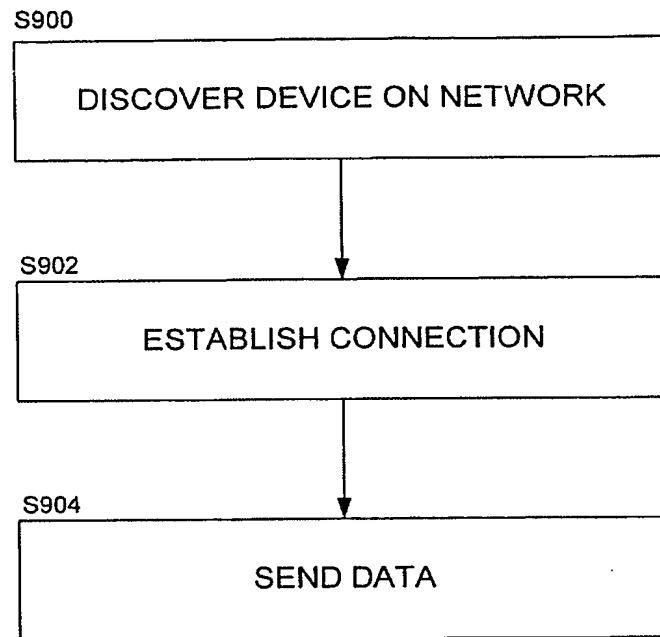 S900
DISCOVER DEVICE ON NETWORK
S902
ESTABLISH CONNECTION
S904
SEND DATA